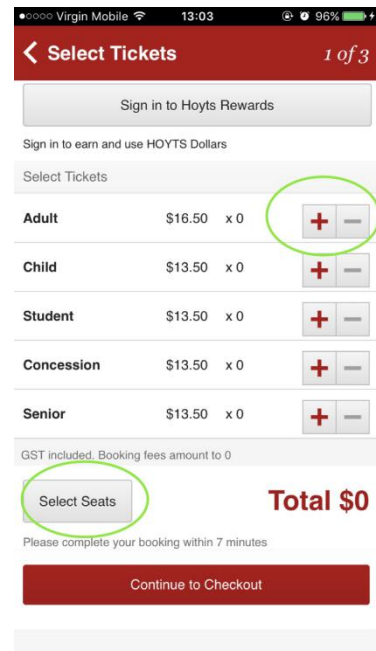 Virgin Mobile 13:03 96%
Select Tickets 1 of 3
Sign in to Hoyts Rewards
Sign in to earn and use HOYTS Dollars
Select Tickets
Adult $16.50 x 0 + −
Child $13.50 x 0 + −
Student $13.50 x 0 + −
Concession $13.50 x 0 + −
Senior $13.50 x 0 + −
GST included. Booking fees amount to 0
Select Seats Total $0
Please complete your booking within 7 minutes
Continue to Checkout